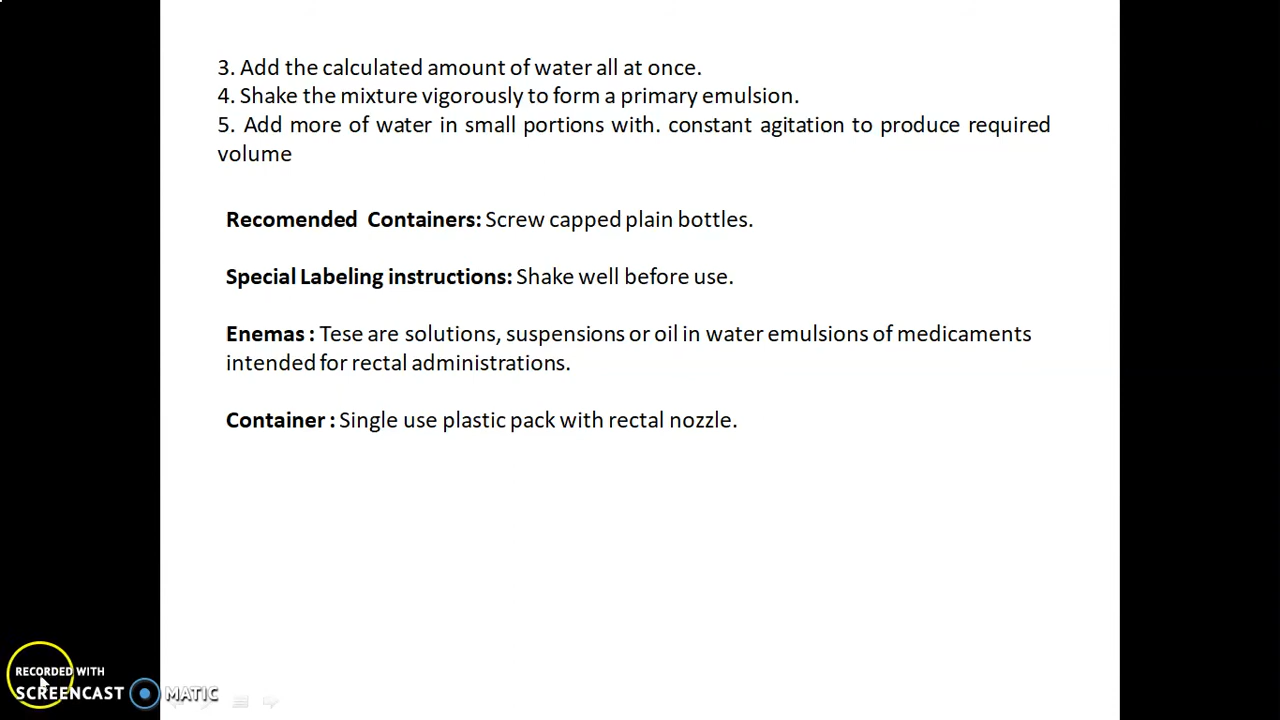 3. Add the calculated amount of water all at once.
4. Shake the mixture vigorously to form a primary emulsion.
5. Add more of water in small portions with. constant agitation to produce required
volume
Recomended Containers: Screw capped plain bottles.
Special Labeling instructions: Shake well before use.
Enemas : Tese are solutions, suspensions or oil in water emulsions of medicaments
intended for rectal administrations.
Container : Single use plastic pack with rectal nozzle.
RECORDED WITH
SCREENCAST MATIC